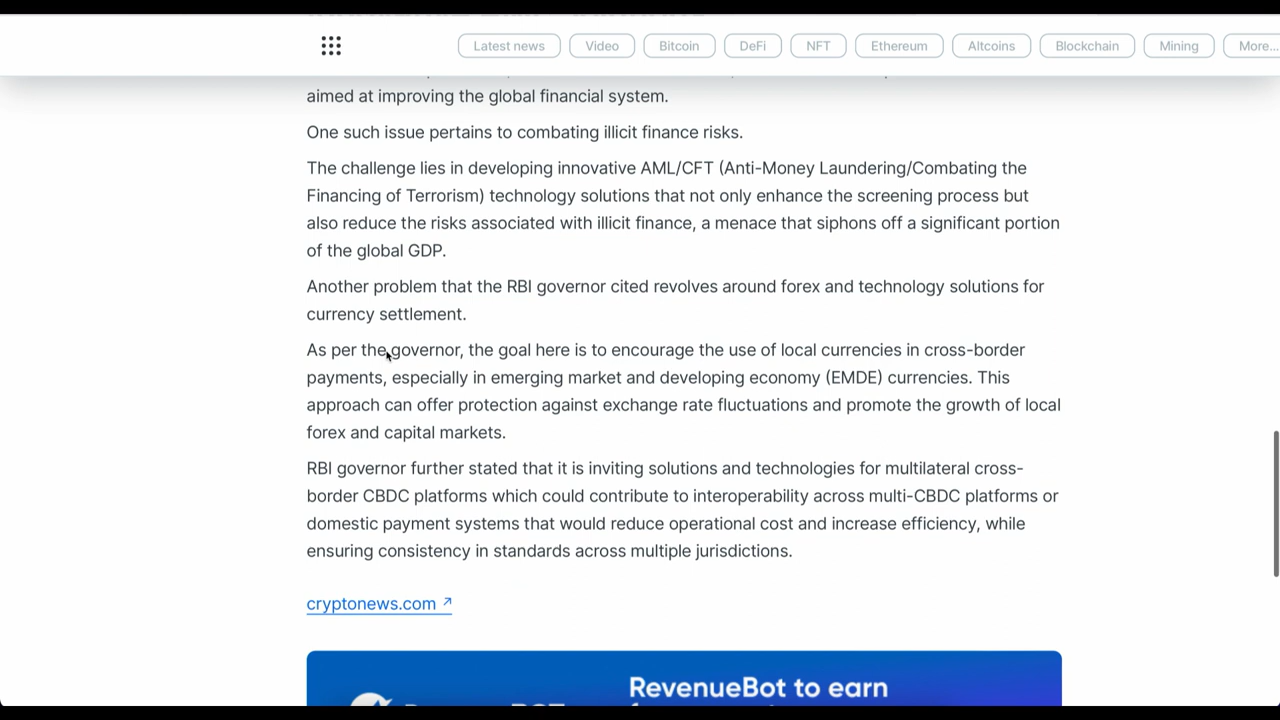 Latest news
Video
Bitcoin
DeFi
NFT
Ethereum
Altcoins
Blockchain
Mining
More...
aimed at improving the global financial system.
One such issue pertains to combating illicit finance risks.
The challenge lies in developing innovative AML/CFT (Anti-Money Laundering/Combating the
Financing of Terrorism) technology solutions that not only enhance the screening process but
also reduce the risks associated with illicit finance, a menace that siphons off a significant portion
of the global GDP.
Another problem that the RBI governor cited revolves around forex and technology solutions for
currency settlement.
As per the governor, the goal here is to encourage the use of local currencies in cross-border
payments, especially in emerging market and developing economy (EMDE) currencies. This
approach can offer protection against exchange rate fluctuations and promote the growth of local
forex and capital markets.
RBI governor further stated that it is inviting solutions and technologies for multilateral cross-
border CBDC platforms which could contribute to interoperability across multi-CBDC platforms or
domestic payment systems that would reduce operational cost and increase efficiency, while
ensuring consistency in standards across multiple jurisdictions.
cryptonews.com ↗
RevenueBot to earn